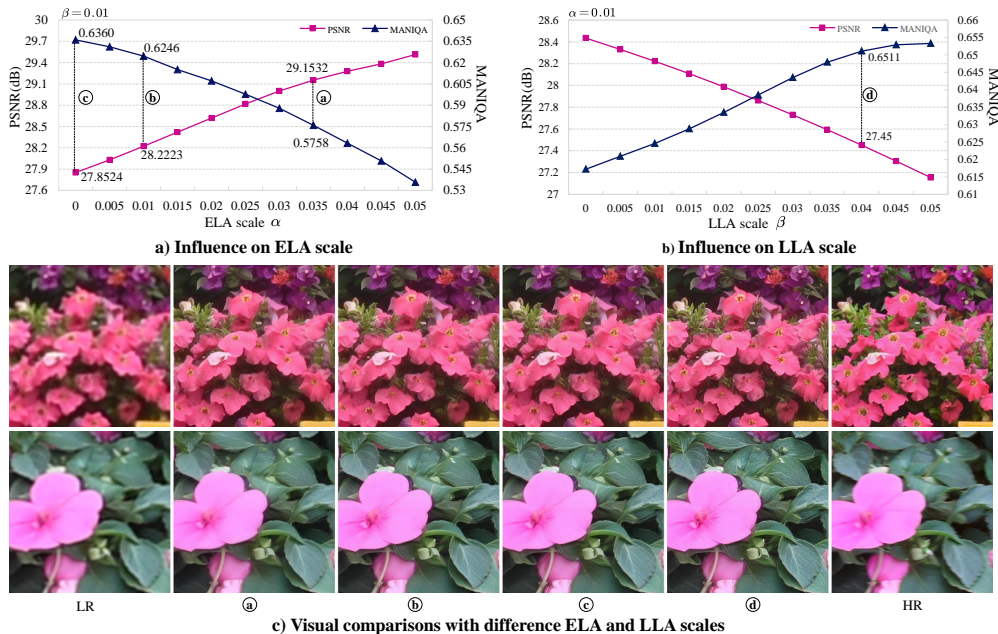 β = 0.01
PSNR MANIQA
30
29.7
29.4
29.1
28.8
28.5
28.2
27.9
27.6
PSNR(dB)
0.65
0.635
0.62
0.605
0.59
0.575
0.56
0.545
0.53
MANIQA
0.6360
0.6246
29.1532
0.5758
28.2223
27.8524
ⓒ ⓑ ⓐ
0 0.005 0.01 0.015 0.02 0.025 0.03 0.035 0.04 0.045 0.05
ELA scale α
a) Influence on ELA scale
α = 0.01
PSNR MANIQA
28.6
28.4
28.2
28
27.8
27.6
27.4
27.2
27
PSNR(dB)
0.66
0.655
0.65
0.645
0.64
0.635
0.63
0.625
0.62
0.615
0.61
MANIQA
0.6511
ⓓ
27.45
0 0.005 0.01 0.015 0.02 0.025 0.03 0.035 0.04 0.045 0.05
LLA scale β
b) Influence on LLA scale
LR ⓐ ⓑ ⓒ ⓓ HR
c) Visual comparisons with difference ELA and LLA scales